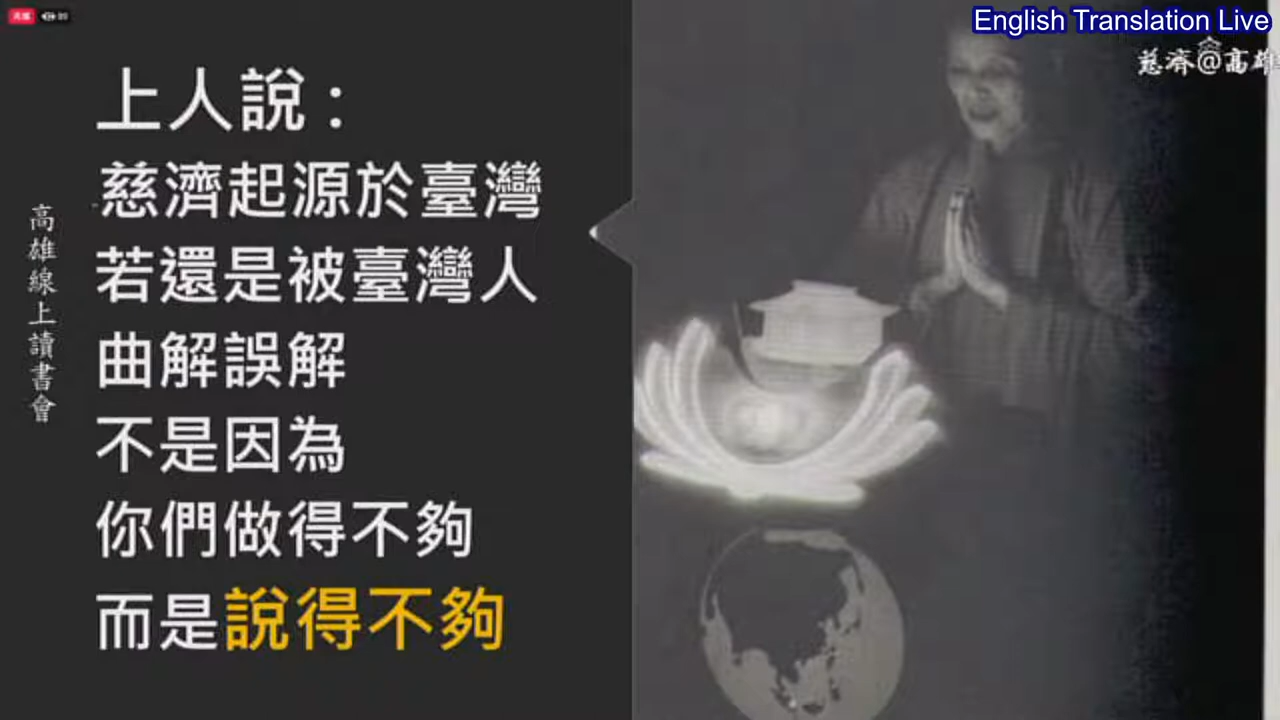 English Translation Live
慈濟@高雄
上人說：
慈濟起源於臺灣
若還是被臺灣人
曲解誤解
不是因為
你們做得不夠
而是說得不夠
高雄線上讀書會